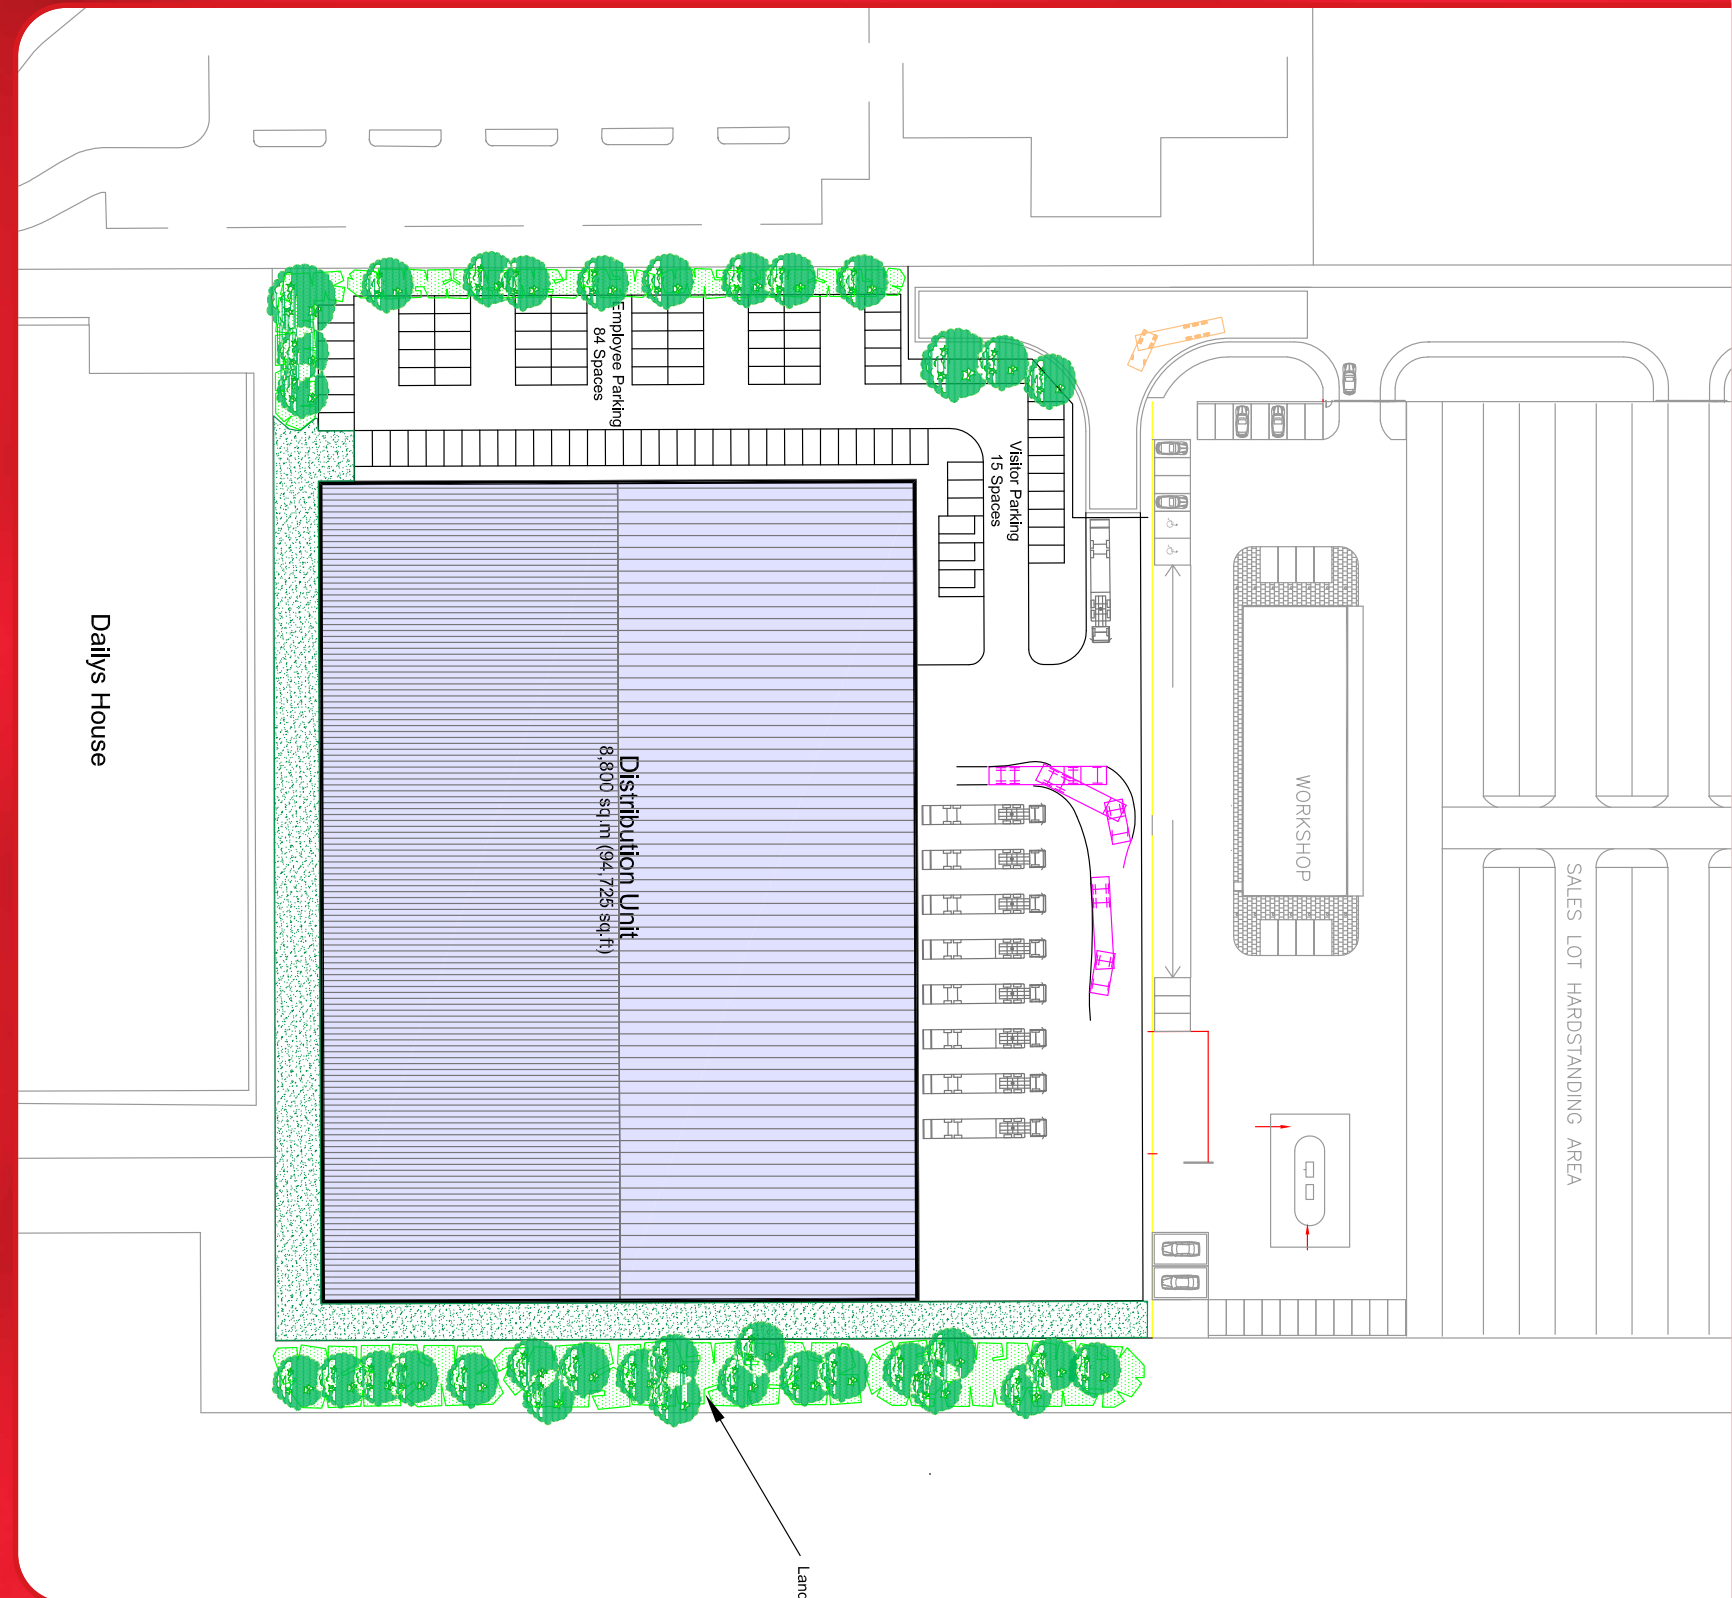 Employee Parking
84 Spaces
Visitor Parking
15 Spaces
Dailys House
Distribution Unit
8,800 sq.m (94,725 sq.ft)
WORKSHOP
SALES LOT HARDSTANDING AREA